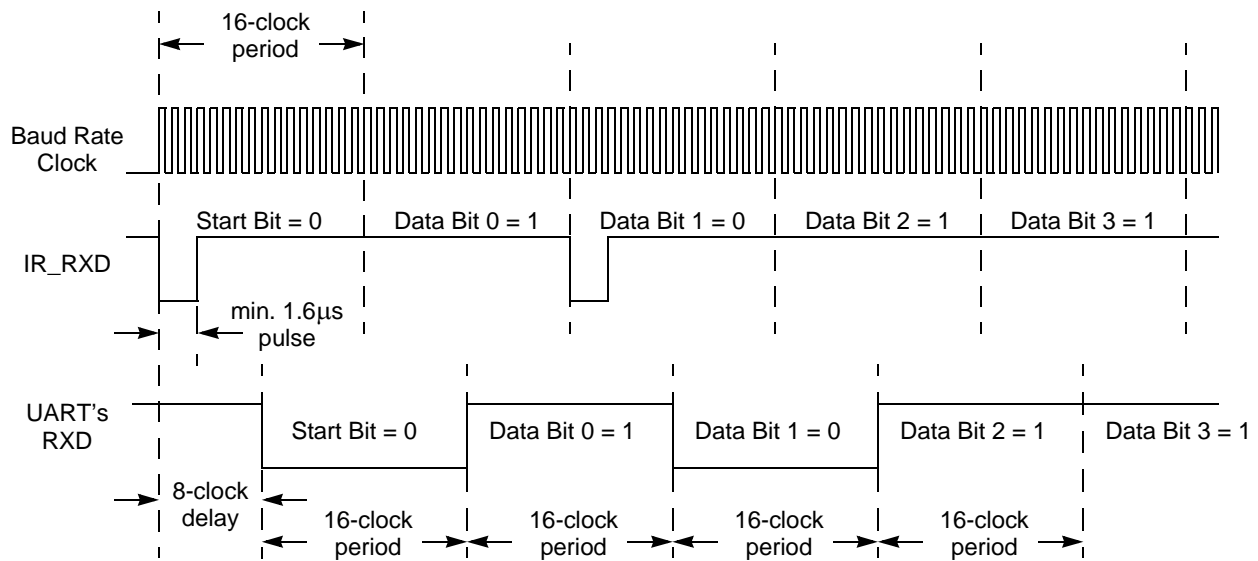 16-clock
period
Baud Rate
Clock
Start Bit = 0
Data Bit 0 = 1
Data Bit 1 = 0
Data Bit 2 = 1
Data Bit 3 = 1
IR_RXD
min. 1.6μs
pulse
UART's
RXD
Start Bit = 0
Data Bit 0 = 1
Data Bit 1 = 0
Data Bit 2 = 1
Data Bit 3 = 1
8-clock
delay
16-clock
period
16-clock
period
16-clock
period
16-clock
period